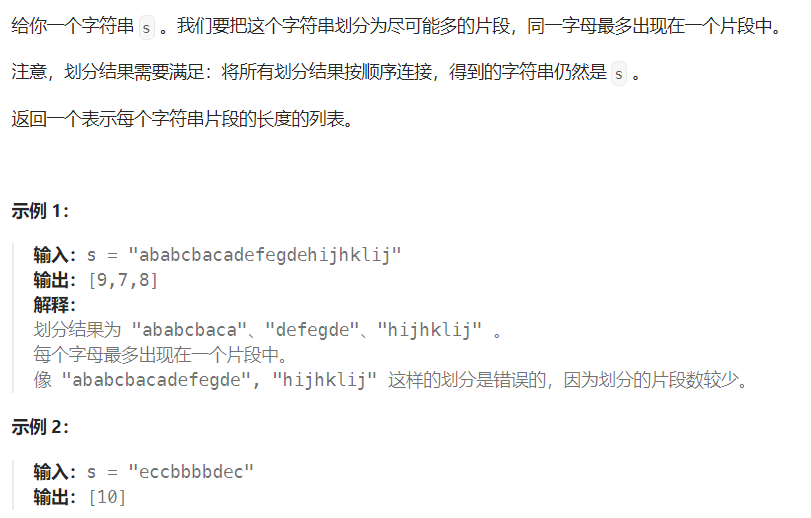 给你一个字符串 s 。我们要把这个字符串划分为尽可能多的片段，同一字母最多出现在一个片段中。
注意，划分结果需要满足：将所有划分结果按顺序连接，得到的字符串仍然是 s 。
返回一个表示每个字符串片段的长度的列表。
示例 1：
输入：s = "ababcbacadefegdehijhklij"
输出：[9,7,8]
解释：
划分结果为 "ababcbaca"、"defegde"、"hijhklij" 。
每个字母最多出现在一个片段中。
像 "ababcbacadefegde", "hijhklij" 这样的划分是错误的，因为划分的片段数较少。
示例 2：
输入：s = "eccbbbbdec"
输出：[10]